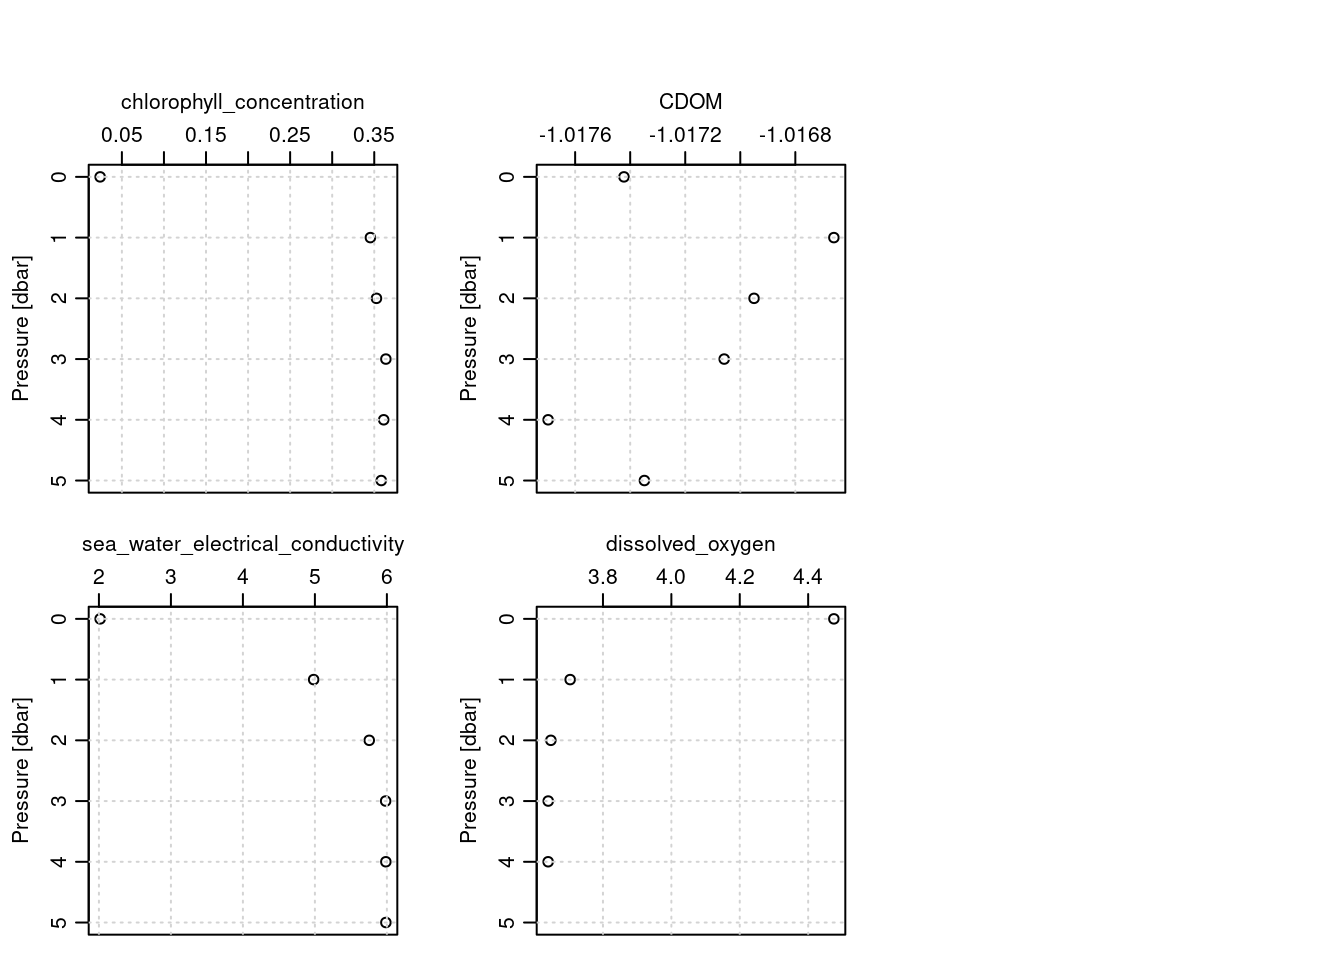 chlorophyll_concentration
0.05 0.15 0.25 0.35
0
1
2
3
4
5
Pressure [dbar]
CDOM
-1.0176 -1.0172 -1.0168
0
1
2
3
4
5
Pressure [dbar]
sea_water_electrical_conductivity
2 3 4 5 6
0
1
2
3
4
5
Pressure [dbar]
dissolved_oxygen
3.8 4.0 4.2 4.4
0
1
2
3
4
5
Pressure [dbar]